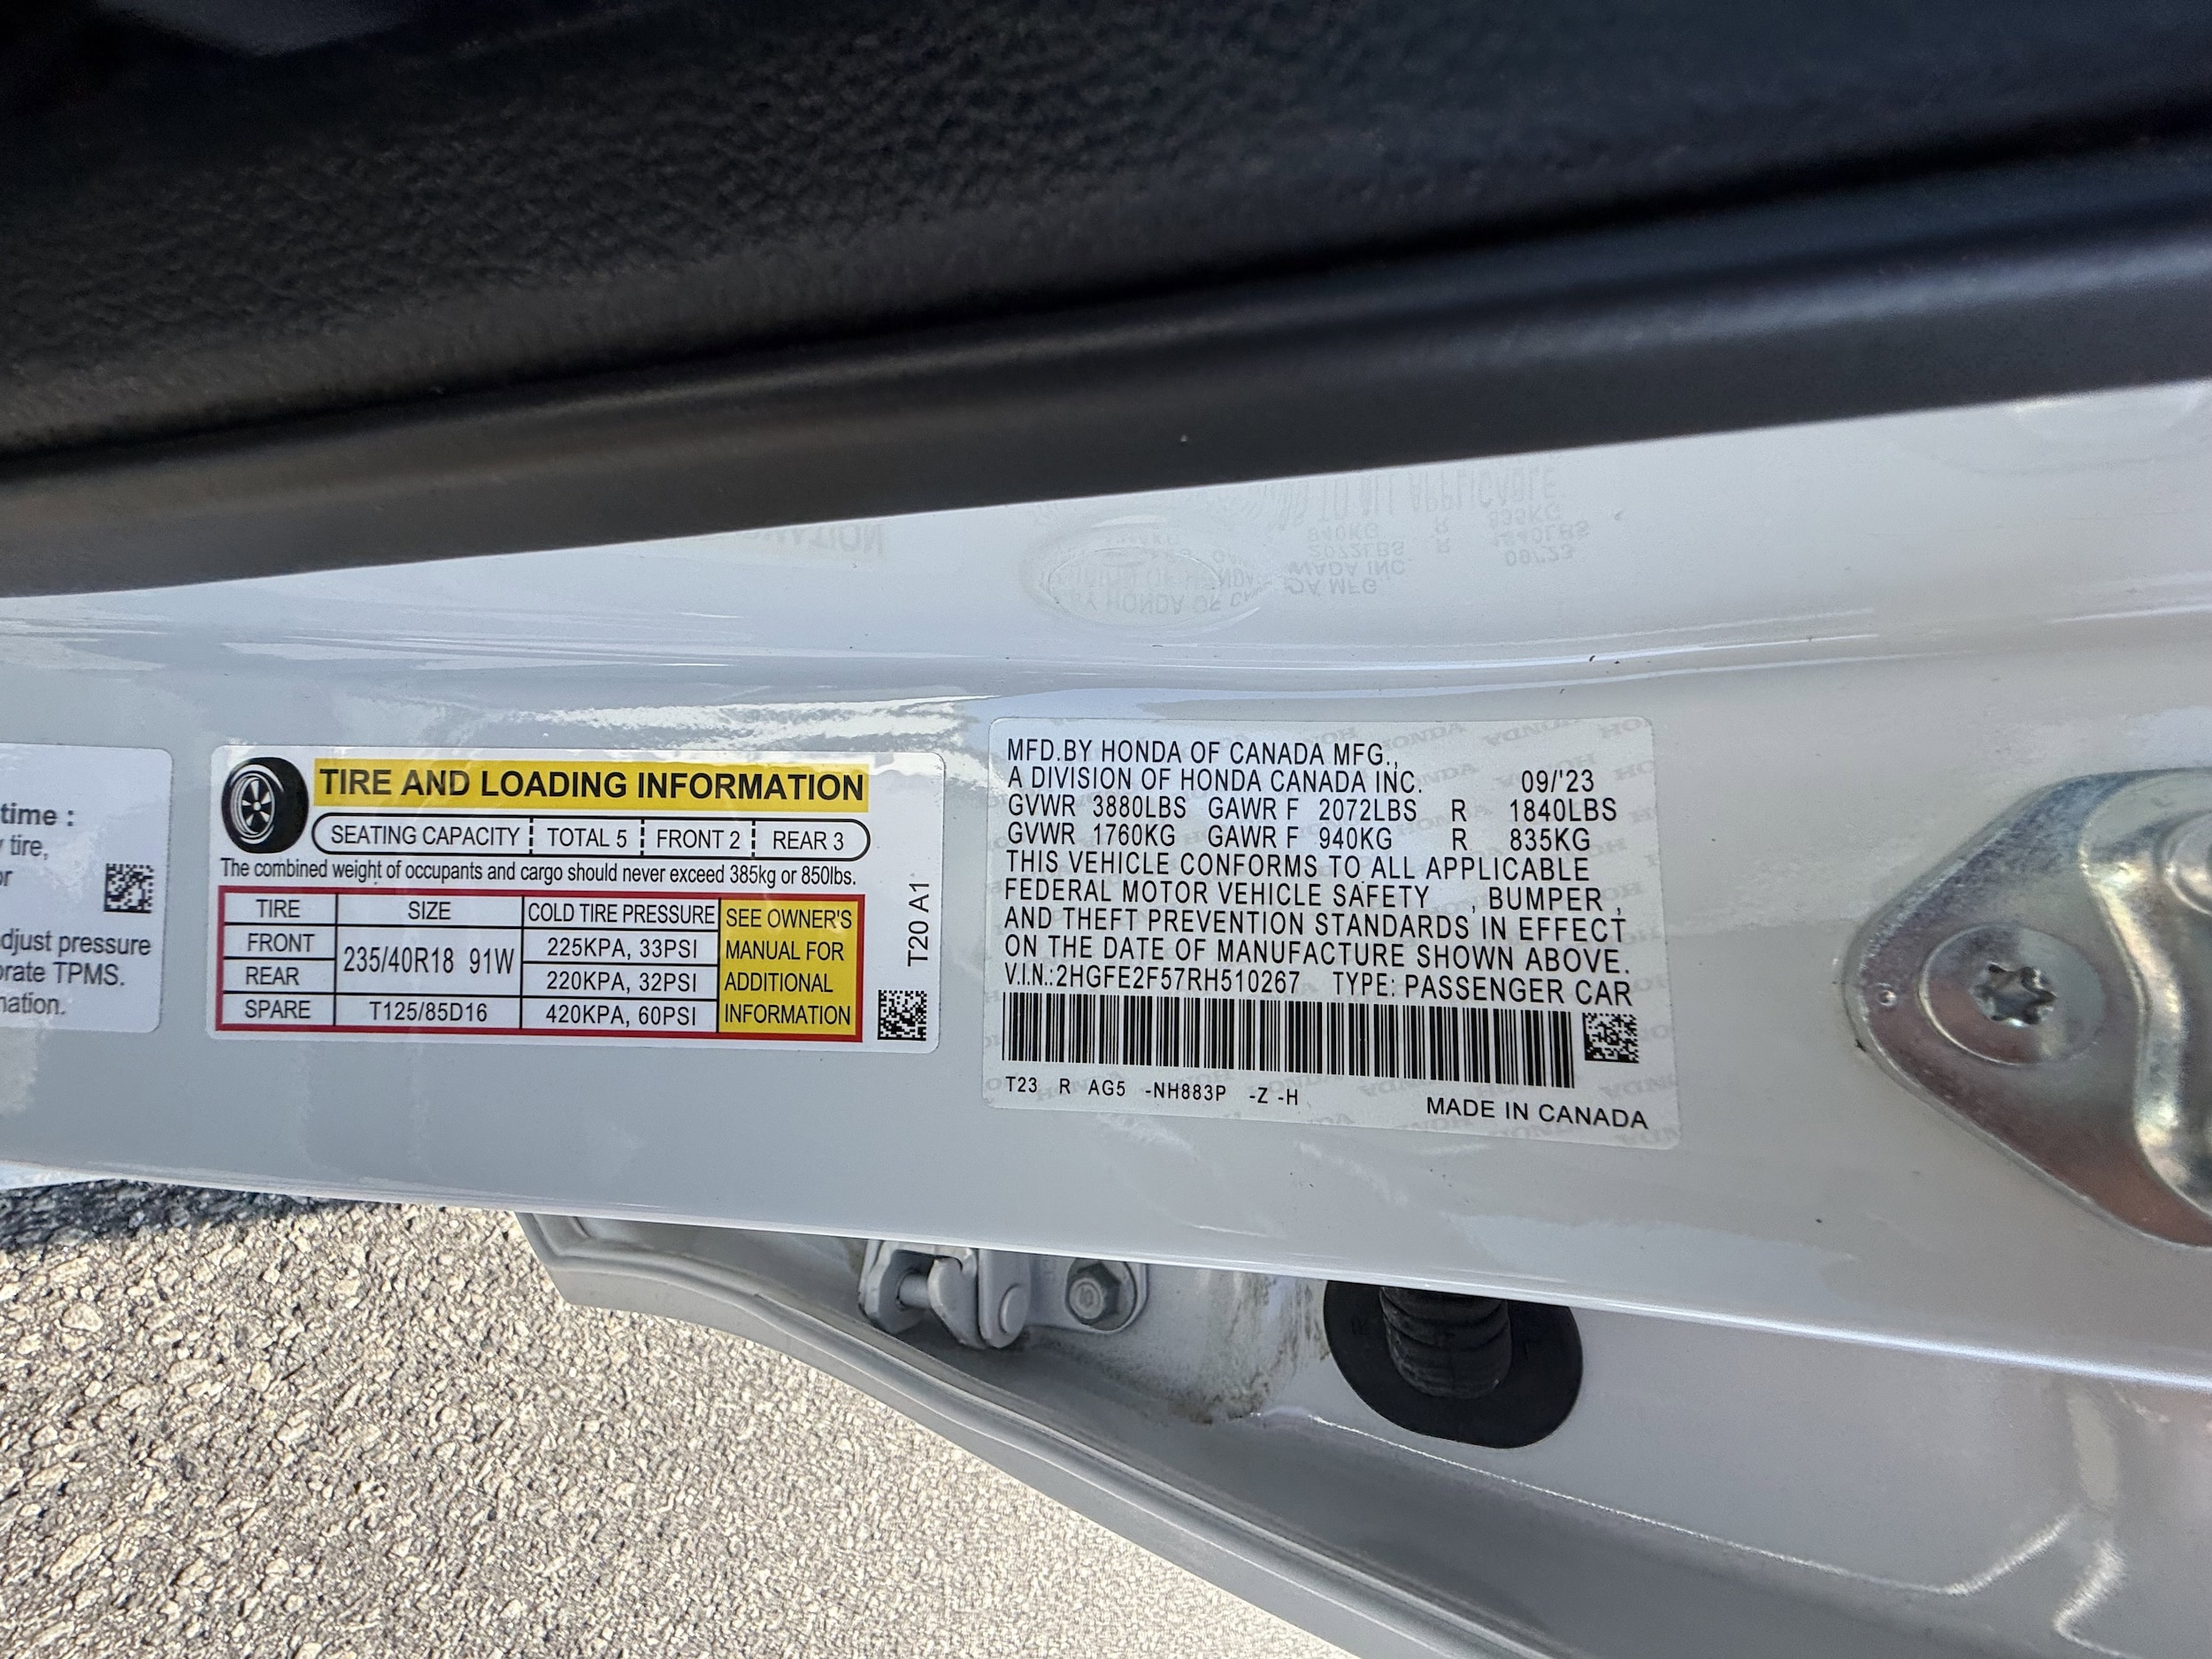 time :
tire,
djust pressure
TPMS.
TIRE AND LOADING INFORMATION
SEATING CAPACITY TOTAL 5 FRONT 2 REAR 3
The combined weight of occupants and cargo should never exceed 385kg or 850lbs.
TIRE SIZE COLD TIRE PRESSURE SEE OWNER'S MANUAL FOR ADDITIONAL INFORMATION
FRONT 235/40R18 91W 225KPA, 33PSI
REAR 220KPA, 32PSI
SPARE T125/85D16 420KPA, 60PSI
T20 A1
MFD.BY HONDA OF CANADA MFG.,
A DIVISION OF HONDA CANADA INC. 09/'23
GVWR 3880LBS GAWR F 2072LBS R 1840LBS
GVWR 1760KG GAWR F 940KG R 835KG
THIS VEHICLE CONFORMS TO ALL APPLICABLE
FEDERAL MOTOR VEHICLE SAFETY , BUMPER ,
AND THEFT PREVENTION STANDARDS IN EFFECT
ON THE DATE OF MANUFACTURE SHOWN ABOVE.
V.I.N.:2HGFE2F57RH510267 TYPE: PASSENGER CAR
T23 R AG5 -NH883P -Z -H
MADE IN CANADA